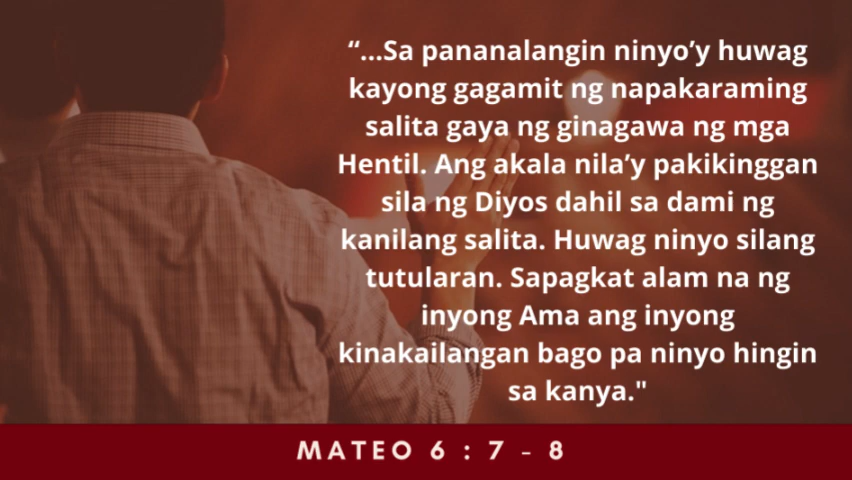 “...Sa pananalangin ninyo’y huwag
kayong gagamit ng napakaraming
salita gaya ng ginagawa ng mga
Hentil. Ang akala nila’y pakikinggan
sila ng Diyos dahil sa dami ng
kanilang salita. Huwag ninyo silang
tutularan. Sapagkat alam na ng
inyong Ama ang inyong
kinakailangan bago pa ninyo hingin
sa kanya."
MATEO 6 : 7 - 8